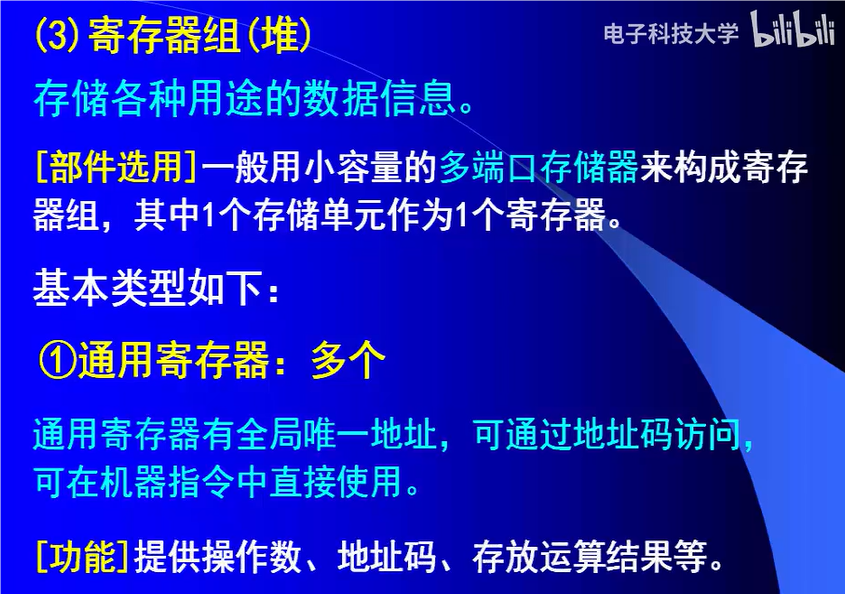 电子科技大学 bilibili
(3)寄存器组(堆)
存储各种用途的数据信息。
[部件选用]一般用小容量的多端口存储器来构成寄存
器组，其中1个存储单元作为1个寄存器。
基本类型如下：
①通用寄存器：多个
通用寄存器有全局唯一地址，可通过地址码访问，
可在机器指令中直接使用。
[功能]提供操作数、地址码、存放运算结果等。